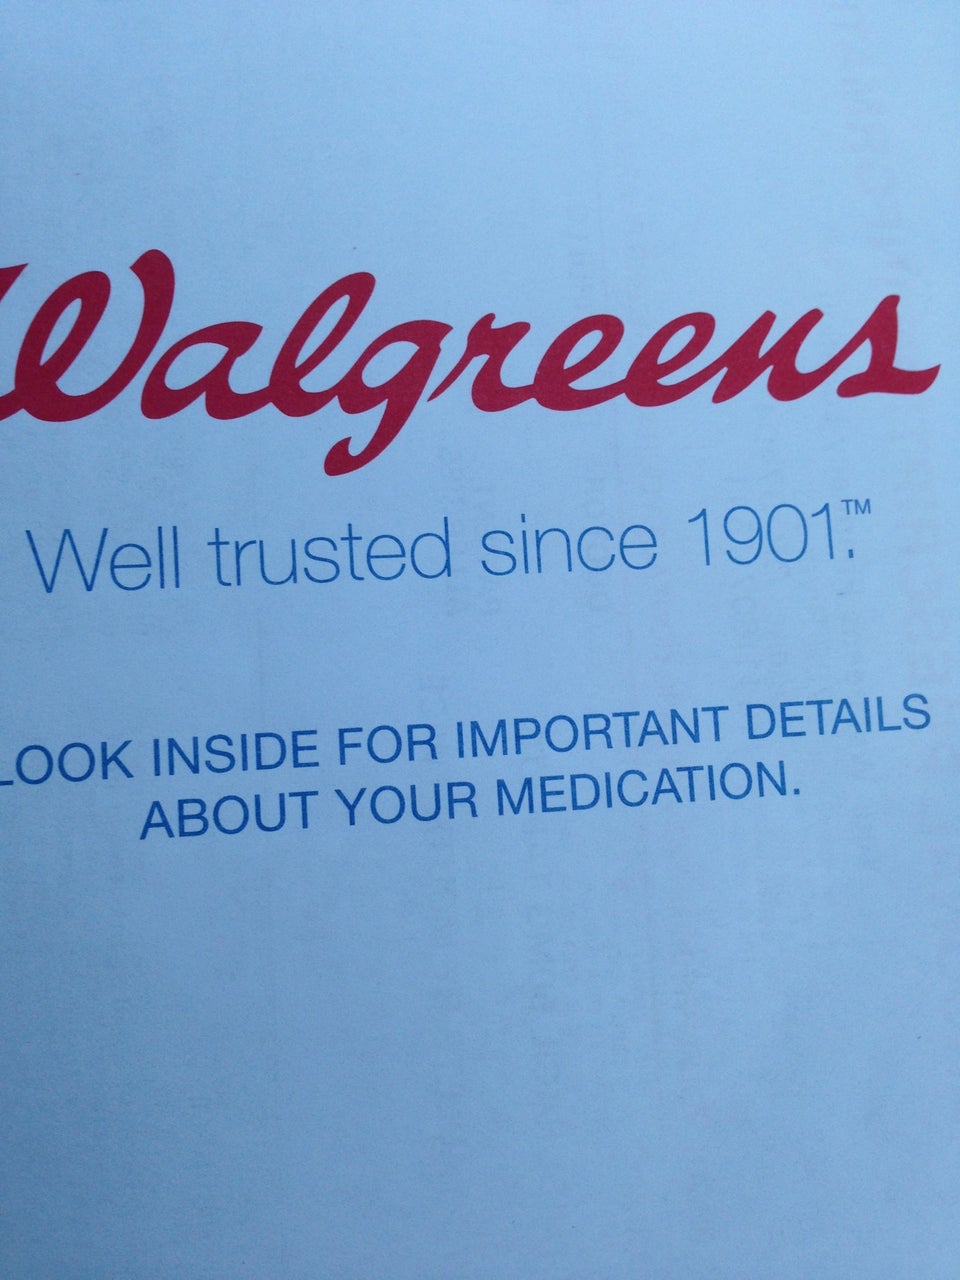 Walgreens
Well trusted since 1901.™
LOOK INSIDE FOR IMPORTANT DETAILS
ABOUT YOUR MEDICATION.